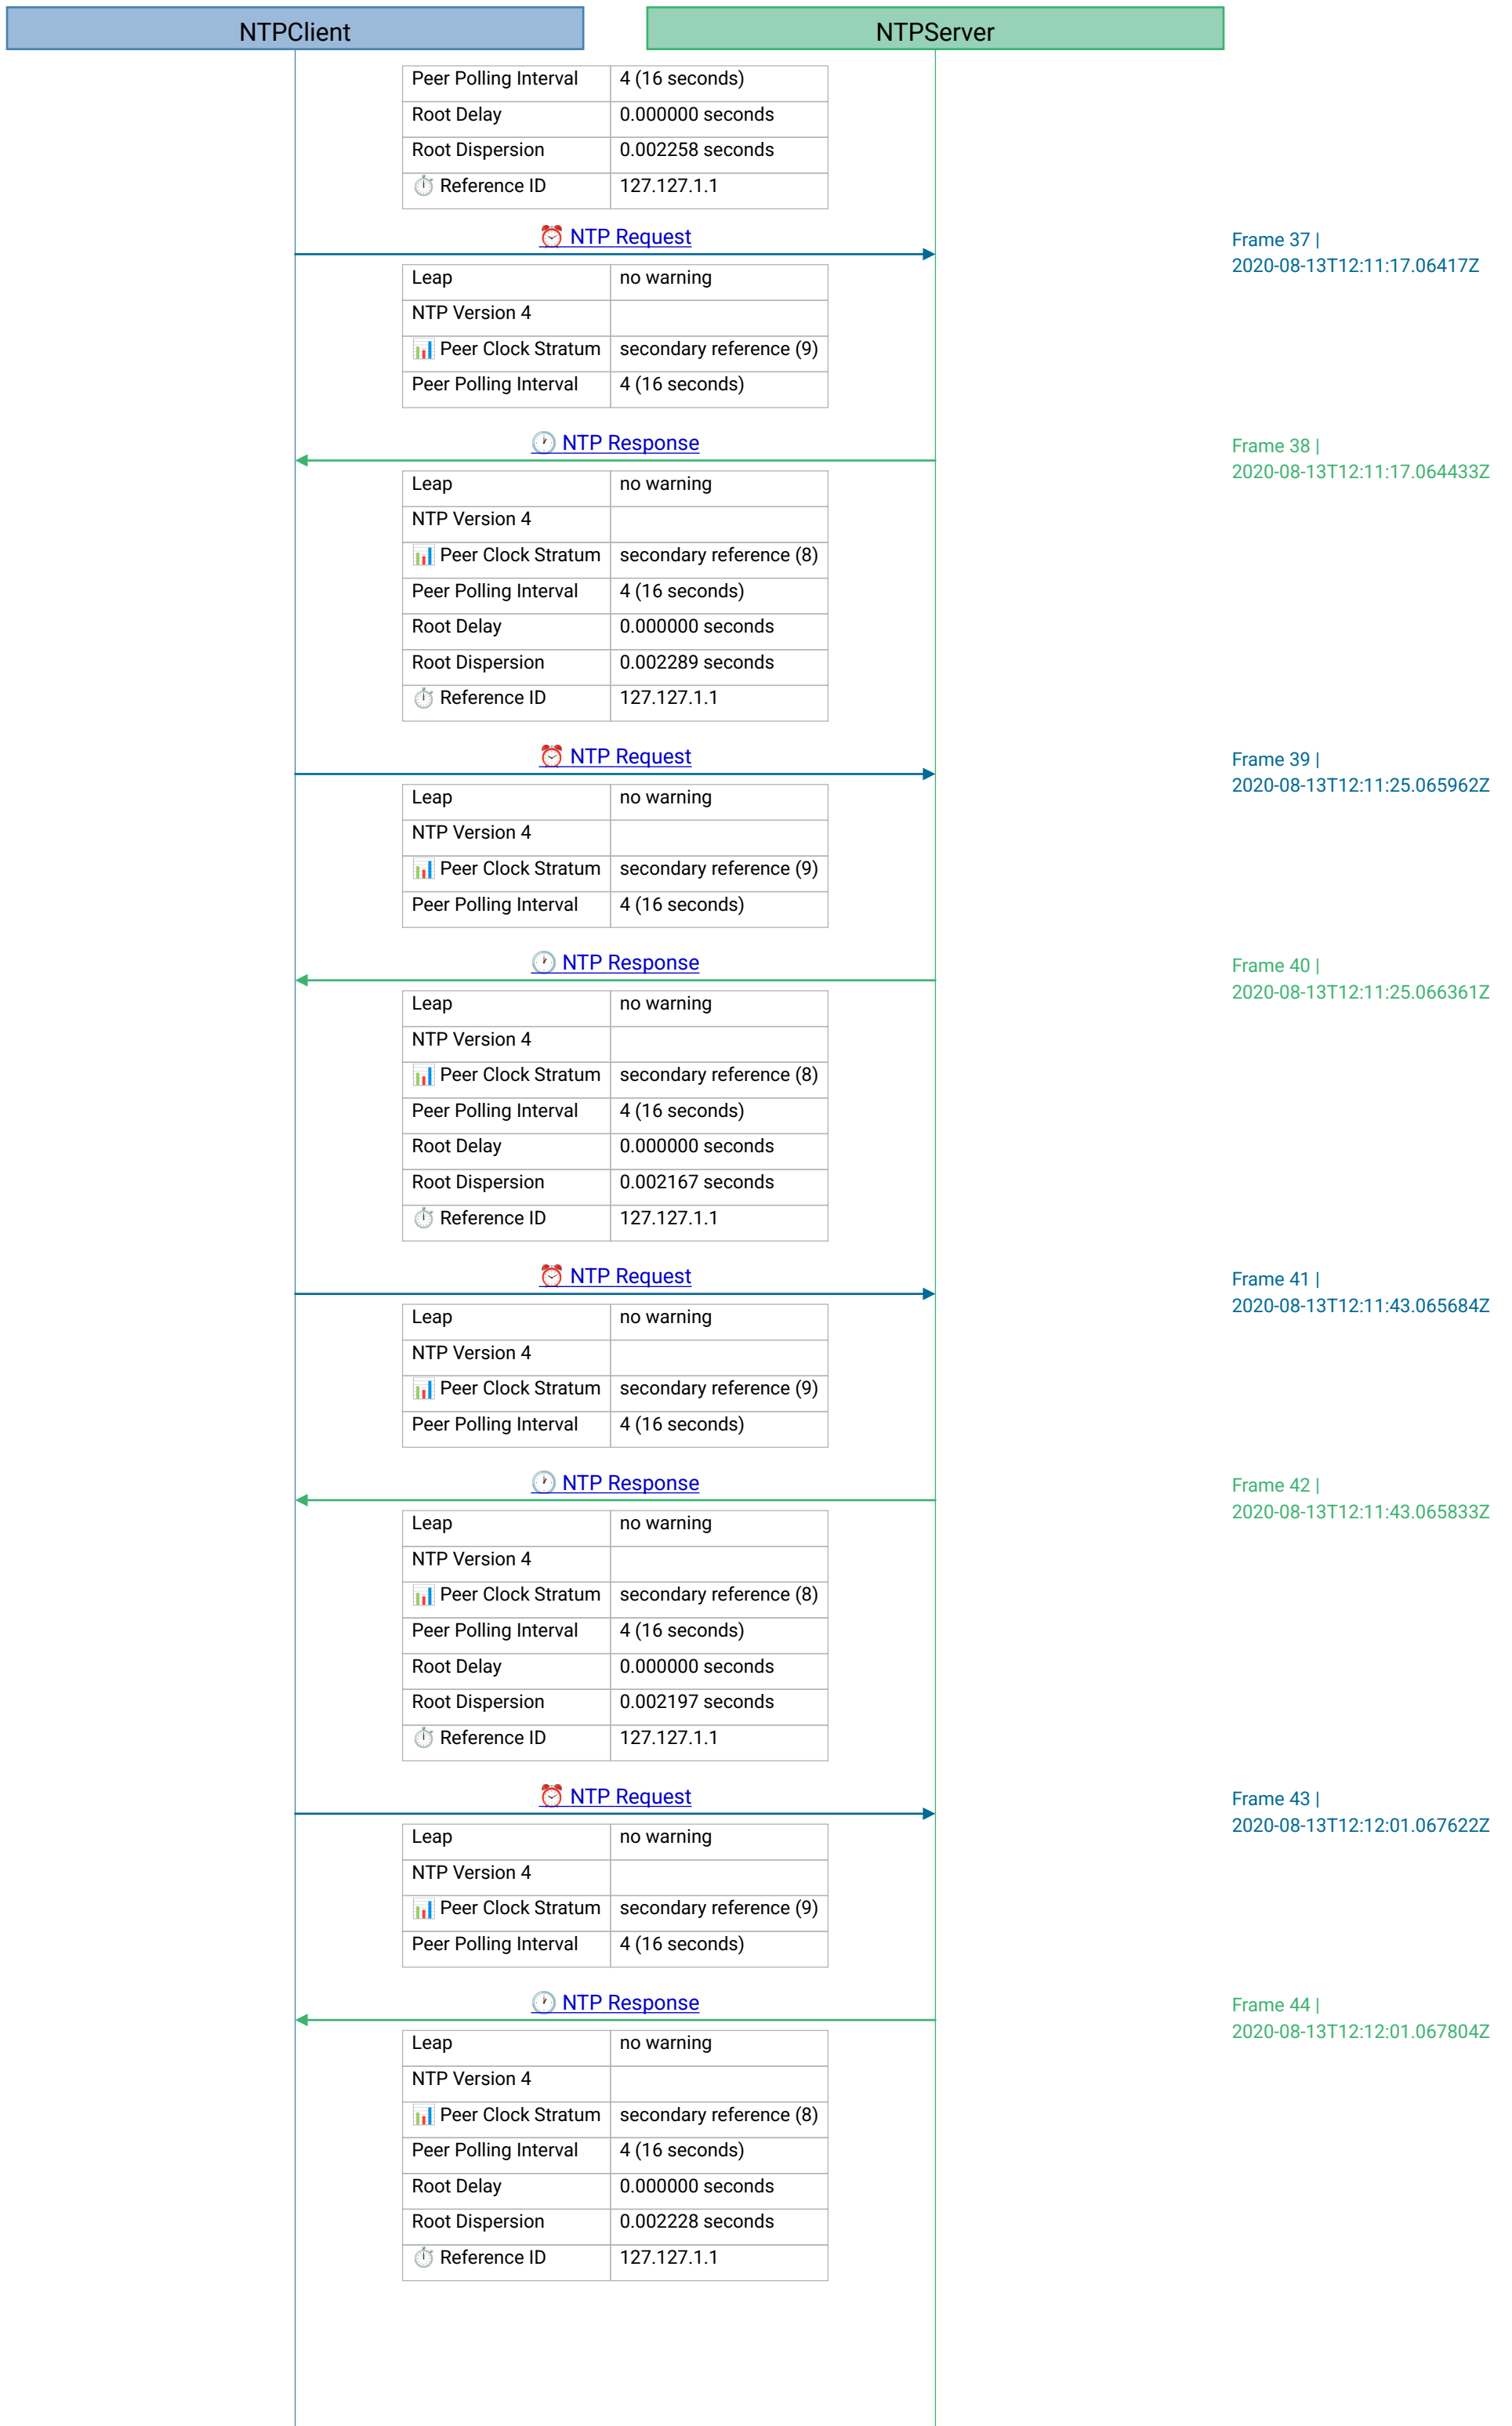 NTPClient NTPServer
Peer Polling Interval 4 (16 seconds)
Root Delay 0.000000 seconds
Root Dispersion 0.002258 seconds
⏱️ Reference ID 127.127.1.1
⏰ NTP Request
Frame 37 |
2020-08-13T12:11:17.06417Z
Leap no warning
NTP Version 4
📊 Peer Clock Stratum secondary reference (9)
Peer Polling Interval 4 (16 seconds)
🕐 NTP Response
Frame 38 |
2020-08-13T12:11:17.064433Z
Leap no warning
NTP Version 4
📊 Peer Clock Stratum secondary reference (8)
Peer Polling Interval 4 (16 seconds)
Root Delay 0.000000 seconds
Root Dispersion 0.002289 seconds
⏱️ Reference ID 127.127.1.1
⏰ NTP Request
Frame 39 |
2020-08-13T12:11:25.065962Z
Leap no warning
NTP Version 4
📊 Peer Clock Stratum secondary reference (9)
Peer Polling Interval 4 (16 seconds)
🕐 NTP Response
Frame 40 |
2020-08-13T12:11:25.066361Z
Leap no warning
NTP Version 4
📊 Peer Clock Stratum secondary reference (8)
Peer Polling Interval 4 (16 seconds)
Root Delay 0.000000 seconds
Root Dispersion 0.002167 seconds
⏱️ Reference ID 127.127.1.1
⏰ NTP Request
Frame 41 |
2020-08-13T12:11:43.065684Z
Leap no warning
NTP Version 4
📊 Peer Clock Stratum secondary reference (9)
Peer Polling Interval 4 (16 seconds)
🕐 NTP Response
Frame 42 |
2020-08-13T12:11:43.065833Z
Leap no warning
NTP Version 4
📊 Peer Clock Stratum secondary reference (8)
Peer Polling Interval 4 (16 seconds)
Root Delay 0.000000 seconds
Root Dispersion 0.002197 seconds
⏱️ Reference ID 127.127.1.1
⏰ NTP Request
Frame 43 |
2020-08-13T12:12:01.067622Z
Leap no warning
NTP Version 4
📊 Peer Clock Stratum secondary reference (9)
Peer Polling Interval 4 (16 seconds)
🕐 NTP Response
Frame 44 |
2020-08-13T12:12:01.067804Z
Leap no warning
NTP Version 4
📊 Peer Clock Stratum secondary reference (8)
Peer Polling Interval 4 (16 seconds)
Root Delay 0.000000 seconds
Root Dispersion 0.002228 seconds
⏱️ Reference ID 127.127.1.1